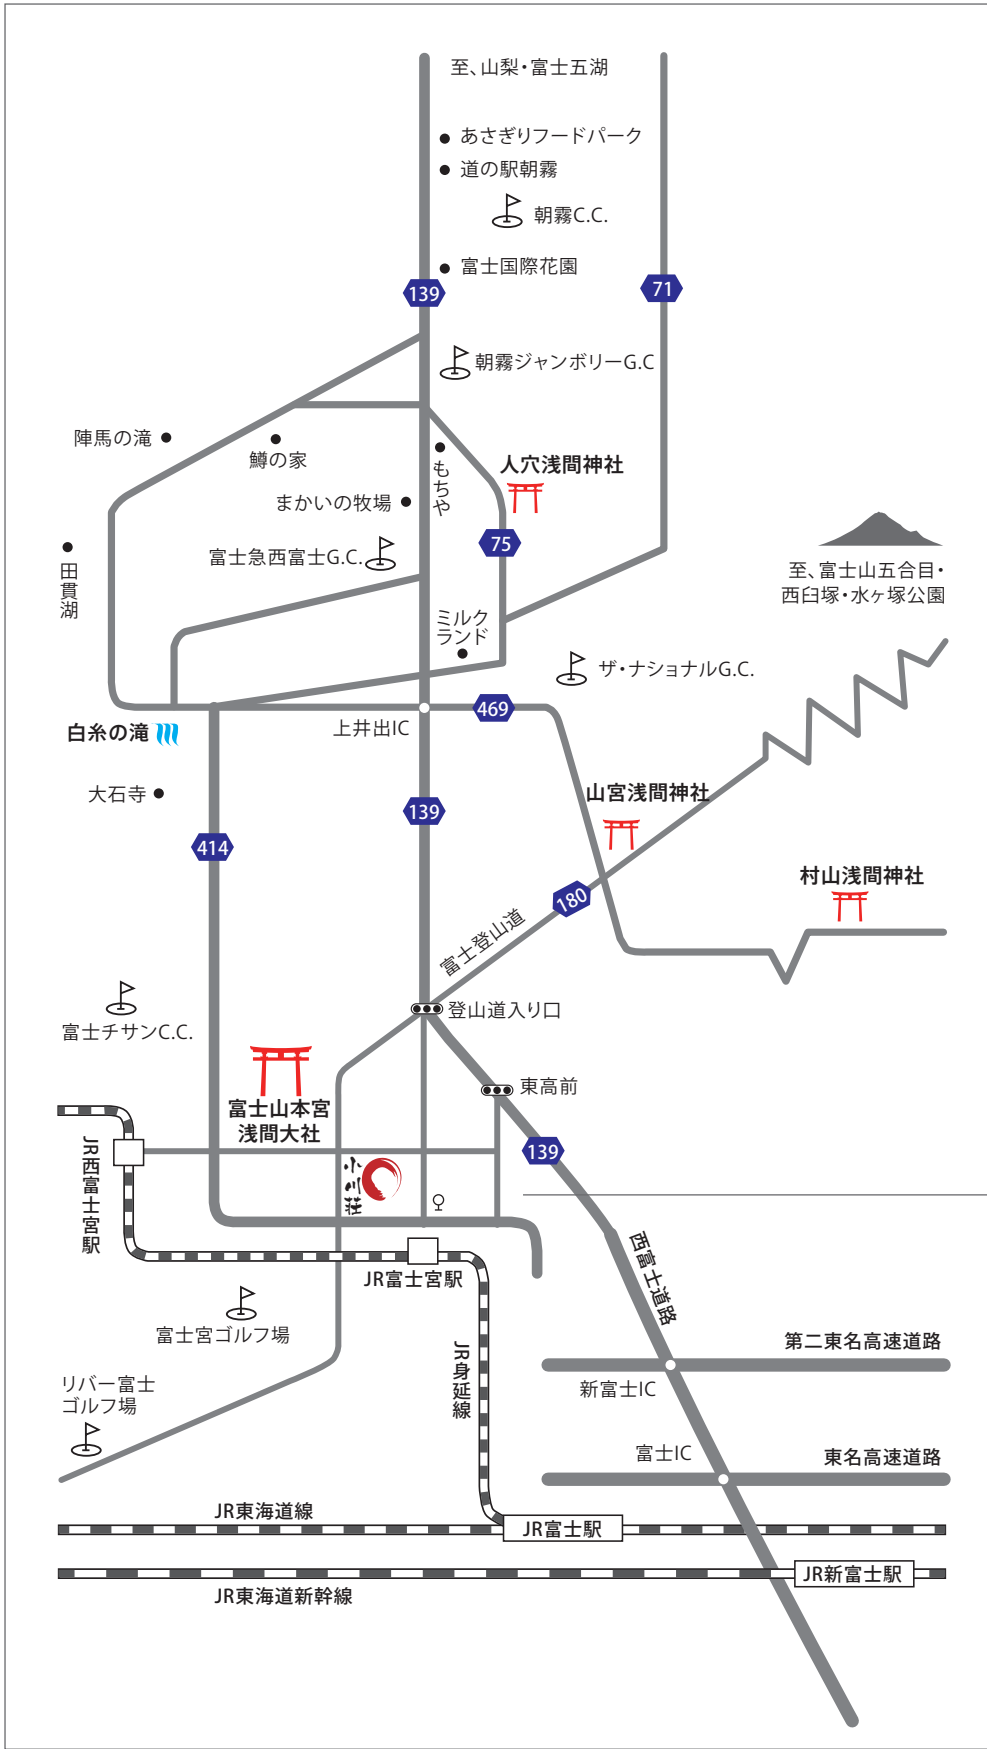 至、山梨・富士五湖
あさぎりフードパーク
道の駅朝霧
朝霧C.C.
富士国際花園
139
71
朝霧ジャンボリーG.C
陣馬の滝
鱒の家
もちや
人穴浅間神社
まかいの牧場
75
富士急西富士G.C.
田貫湖
至、富士山五合目・
西臼塚・水ヶ塚公園
ミルク
ランド
ザ・ナショナルG.C.
469
白糸の滝
上井出IC
大石寺
139
山宮浅間神社
414
村山浅間神社
180
富士登山道
富士チサンC.C.
登山道入り口
東高前
富士山本宮
浅間大社
139
JR西富士宮駅
小川荘
JR富士宮駅
西富士道路
富士宮ゴルフ場
JR身延線
第二東名高速道路
新富士IC
リバー富士
ゴルフ場
富士IC
東名高速道路
JR東海道線
JR富士駅
JR新富士駅
JR東海道新幹線